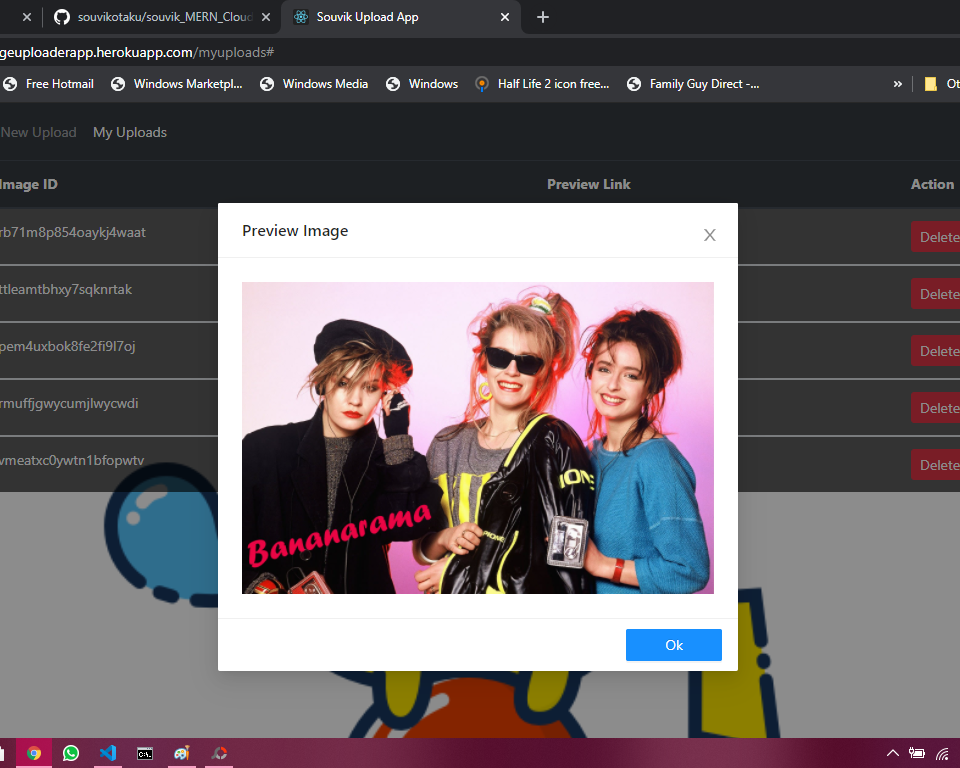 souvikotaku/souvik_MERN_Cloud
Souvik Upload App
geuploaderapp.herokuapp.com/myuploads#
Free Hotmail
Windows Marketpl...
Windows Media
Windows
Half Life 2 icon free...
Family Guy Direct -...
Ot
New Upload
My Uploads
Image ID
Preview Link
Action
rb71m8p854oaykj4waat
Delete
ttleamtbhxy7sqknrtak
Delete
pem4uxbok8fe2fi9l7oj
Delete
rmuffjgwycumjlwycwdi
Delete
vmeatxc0ywtn1bfopwtv
Delete
Preview Image
X
IONS
Bananarama
Ok